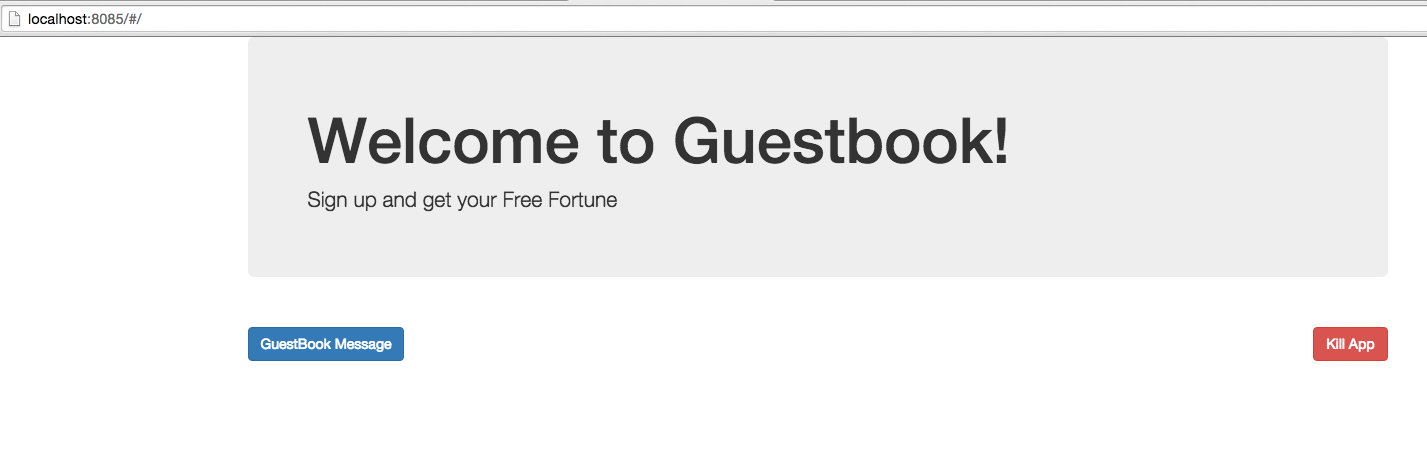 localhost:8085/#/
Welcome to Guestbook!
Sign up and get your Free Fortune
GuestBook Message
Kill App